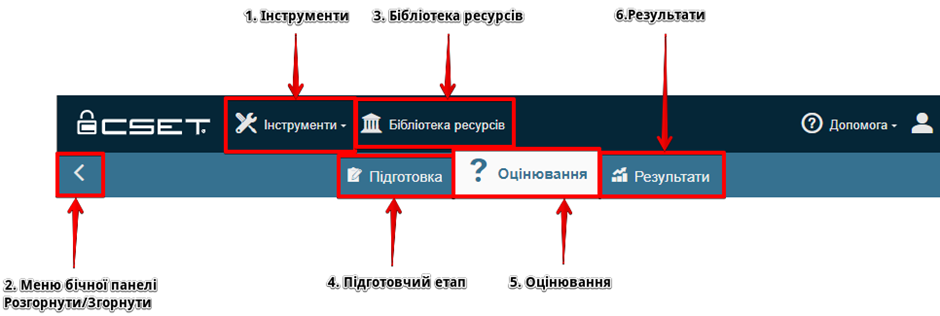 1. Інструменти
3. Бібліотека ресурсів
6.Результати
CSET
Інструменти
Бібліотека ресурсів
Допомога
Підготовка
? Оцінювання
Результати
2. Меню бічної панелі
Розгорнути/Згорнути
4. Підготовчий етап
5. Оцінювання